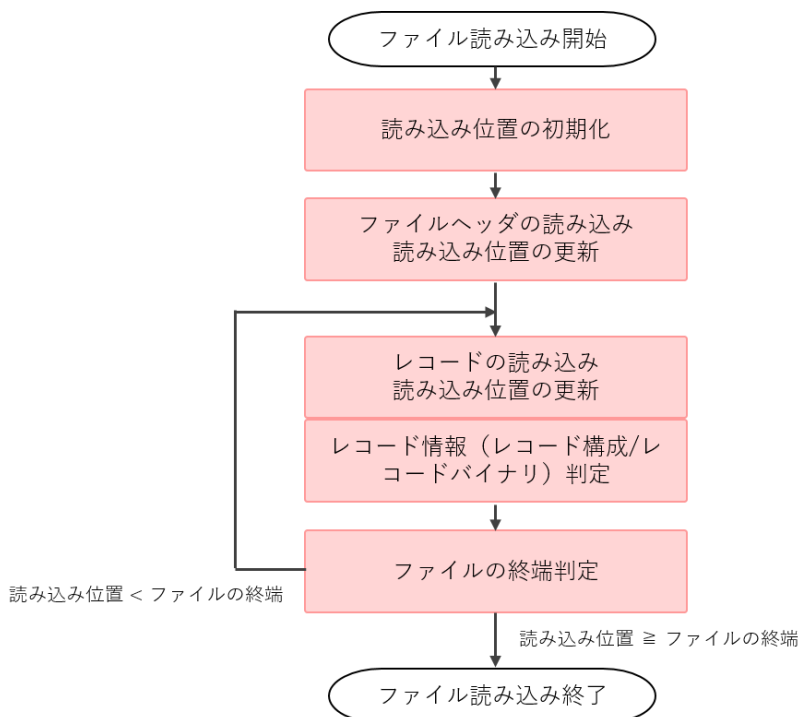 ファイル読み込み開始
読み込み位置の初期化
ファイルヘッダの読み込み
読み込み位置の更新
レコードの読み込み
読み込み位置の更新
レコード情報（レコード構成/レ
コードバイナリ）判定
ファイルの終端判定
読み込み位置 < ファイルの終端
読み込み位置 ≧ ファイルの終端
ファイル読み込み終了